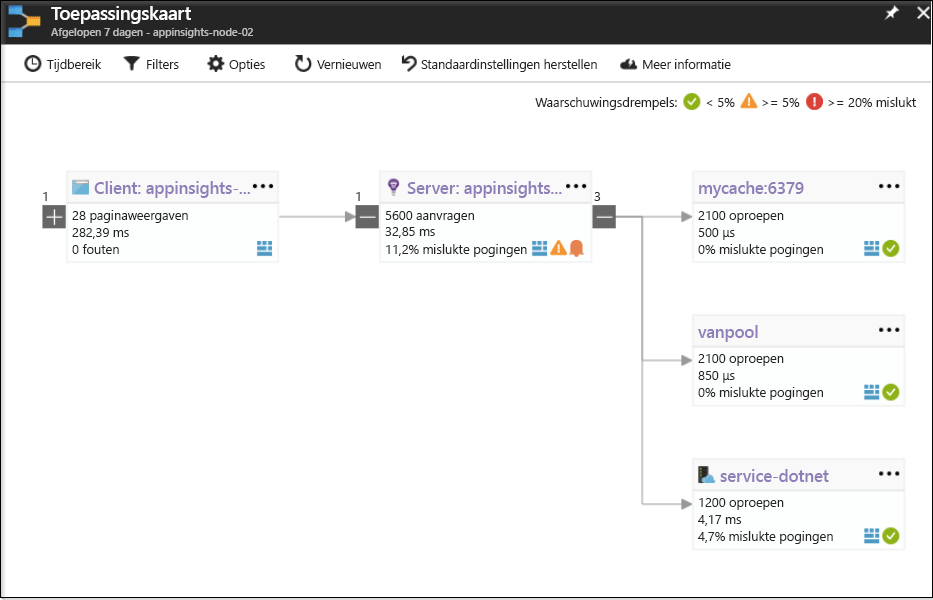 Toepassingskaart
Afgelopen 7 dagen - appinsights-node-02
Tijdbereik Filters Opties Vernieuwen Standaardinstellingen herstellen Meer informatie
Waarschuwingsdrempels: < 5% >= 5% >= 20% mislukt
1
Client: appinsights-...
28 paginaweergaven
282,39 ms
0 fouten
1
Server: appinsights...
5600 aanvragen
32,85 ms
11,2% mislukte pogingen
3
mycache:6379
2100 oproepen
500 µs
0% mislukte pogingen
vanpool
2100 oproepen
850 µs
0% mislukte pogingen
service-dotnet
1200 oproepen
4,17 ms
4,7% mislukte pogingen